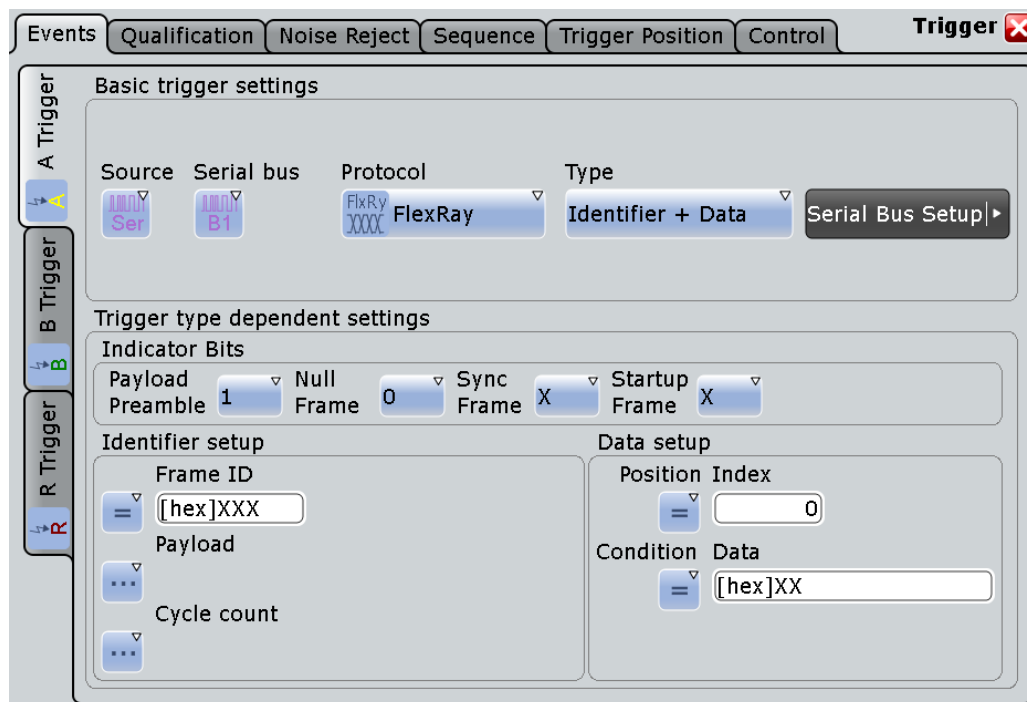 Events Qualification Noise Reject Sequence Trigger Position Control Trigger
A Trigger
A
B Trigger
B
R Trigger
R
Basic trigger settings
Source Serial bus Protocol Type
Ser B1 FlxRy XXXX FlexRay Identifier + Data Serial Bus Setup
Trigger type dependent settings
Indicator Bits
Payload Preamble 1 Null Frame 0 Sync Frame X Startup Frame X
Identifier setup
Frame ID
= [hex]XXX
Payload
...
Cycle count
...
Data setup
Position Index
= 0
Condition Data
= [hex]XX